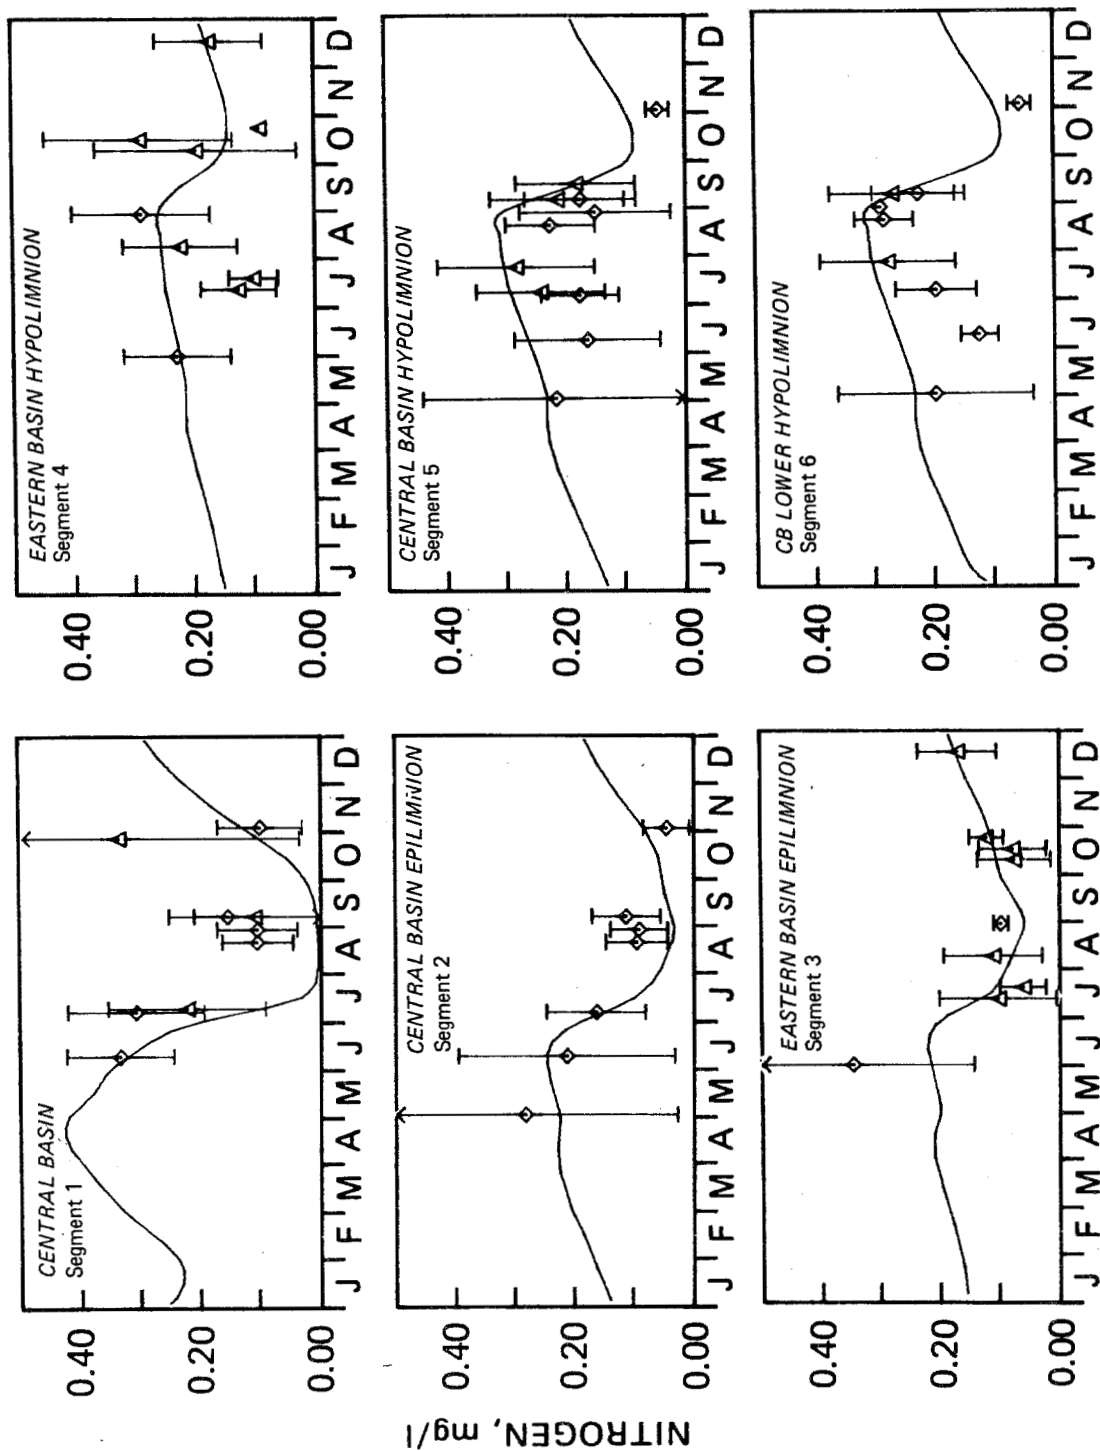 NITROGEN, mg/l
CENTRAL BASIN
Segment 1
0.40
0.20
0.00
J F M A M J J A S O N D
CENTRAL BASIN EPILIMNION
Segment 2
0.40
0.20
0.00
J F M A M J J A S O N D
EASTERN BASIN EPILIMNION
Segment 3
0.40
0.20
0.00
J F M A M J J A S O N D
EASTERN BASIN HYPOLIMNION
Segment 4
0.40
0.20
0.00
J F M A M J J A S O N D
CENTRAL BASIN HYPOLIMNION
Segment 5
0.40
0.20
0.00
J F M A M J J A S O N D
CB LOWER HYPOLIMNION
Segment 6
0.40
0.20
0.00
J F M A M J J A S O N D